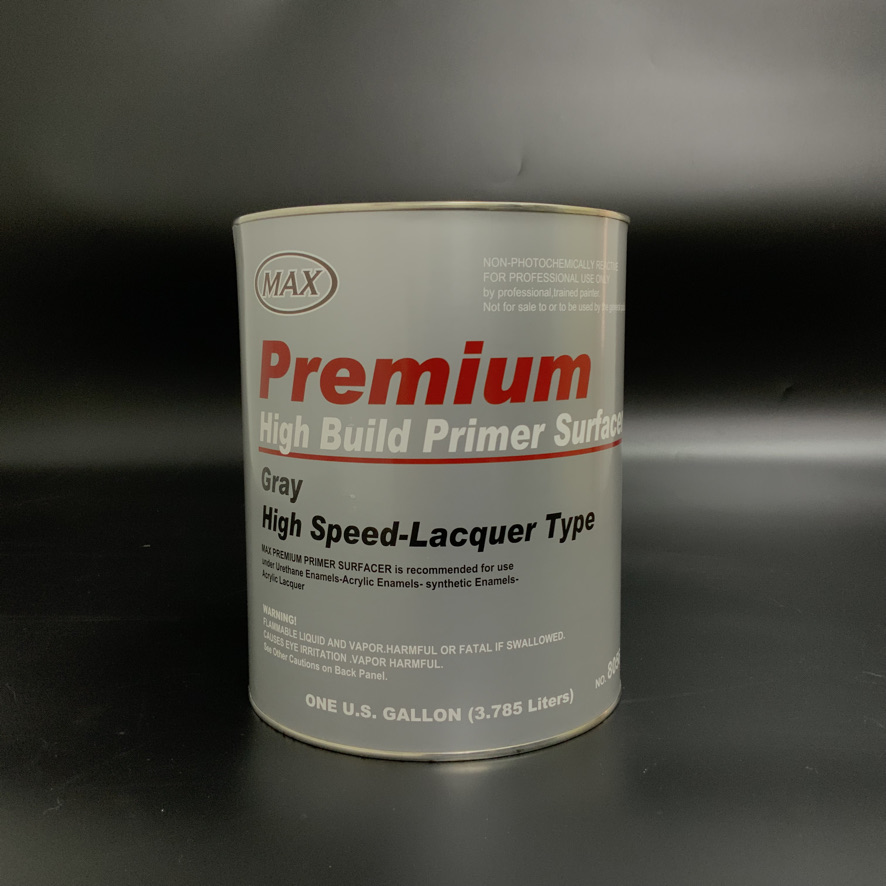 MAX
NON-PHOTOCHEMICALLY
FOR PROFESSIONAL USE ONLY
by professional,trained painter.
Not for sale to or to be used by the
Premium
High Build Primer Surfacer
Gray
High Speed-Lacquer Type
MAX PREMIUM PRIMER SURFACER is recommended for use
under Urethane Enamels-Acrylic Enamels- synthetic Enamels-
Acrylic Lacquer
WARNING!
FLAMMABLE LIQUID AND VAPOR.HARMFUL OR FATAL IF SWALLOWED.
CAUSES EYE IRRITATION .VAPOR HARMFUL.
See Other Cautions on Back Panel.
NO.
ONE U.S. GALLON (3.785 Liters)